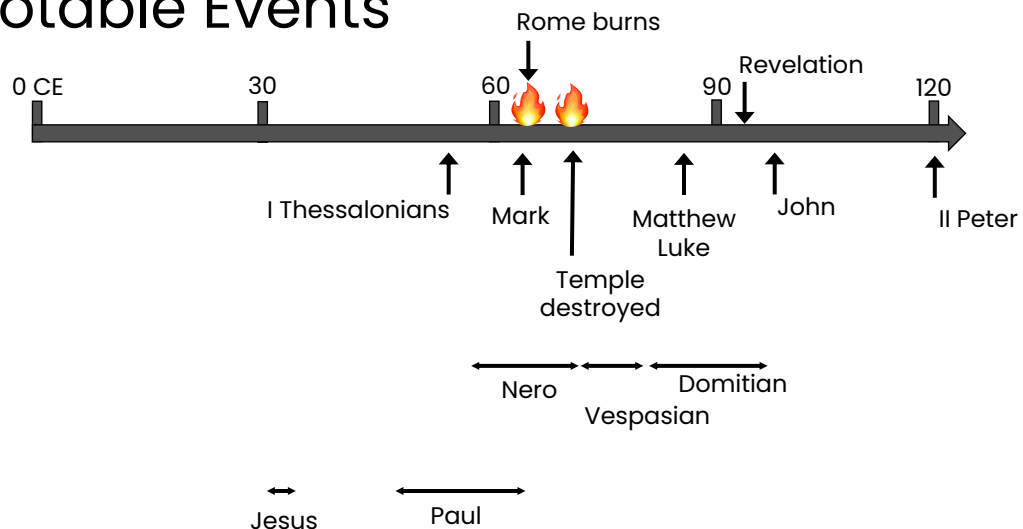 otable Events
Rome burns
Revelation
0 CE 30 60 90 120
I Thessalonians
Mark
Matthew
Luke
John
II Peter
Temple
destroyed
Nero
Domitian
Vespasian
Jesus
Paul